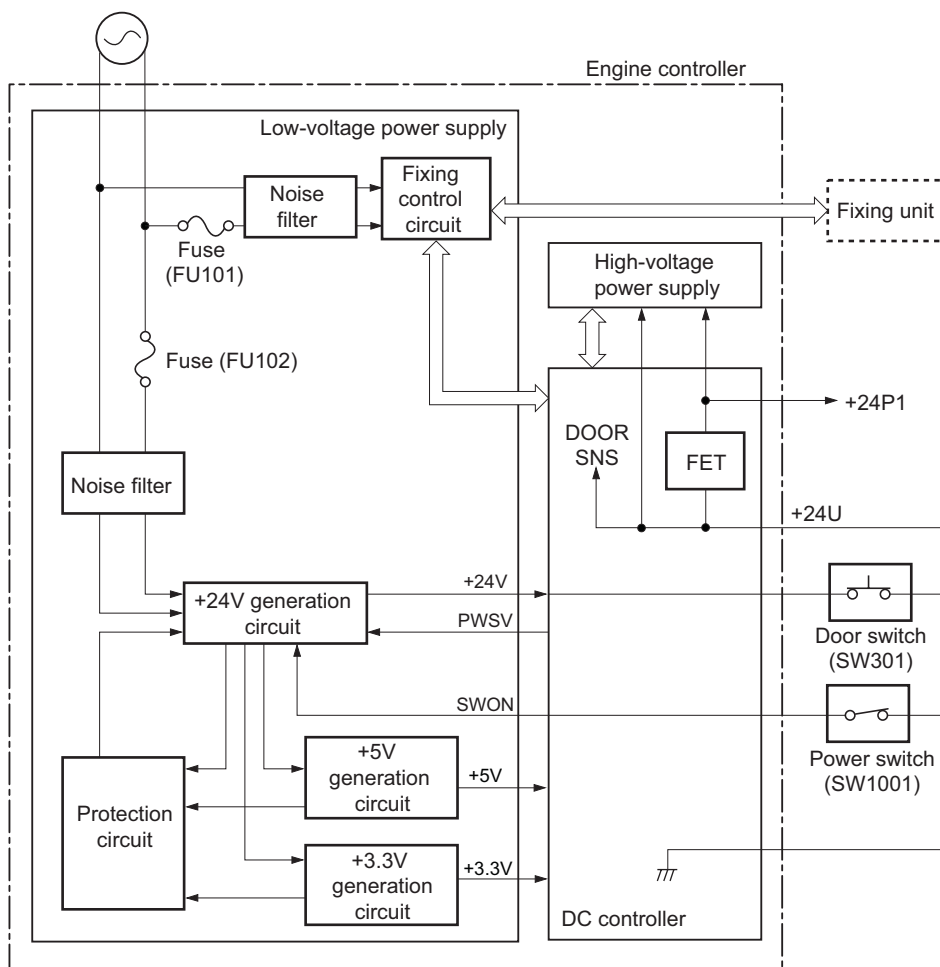 Engine controller
Low-voltage power supply
Noise
filter
Fixing
control
circuit
Fixing unit
Fuse
(FU101)
High-voltage
power supply
Fuse (FU102)
+24P1
DOOR
SNS
FET
Noise filter
+24U
+24V generation
circuit
+24V
PWSV
Door switch
(SW301)
SWON
Power switch
(SW1001)
+5V
generation
circuit
+5V
Protection
circuit
+3.3V
generation
circuit
+3.3V
DC controller